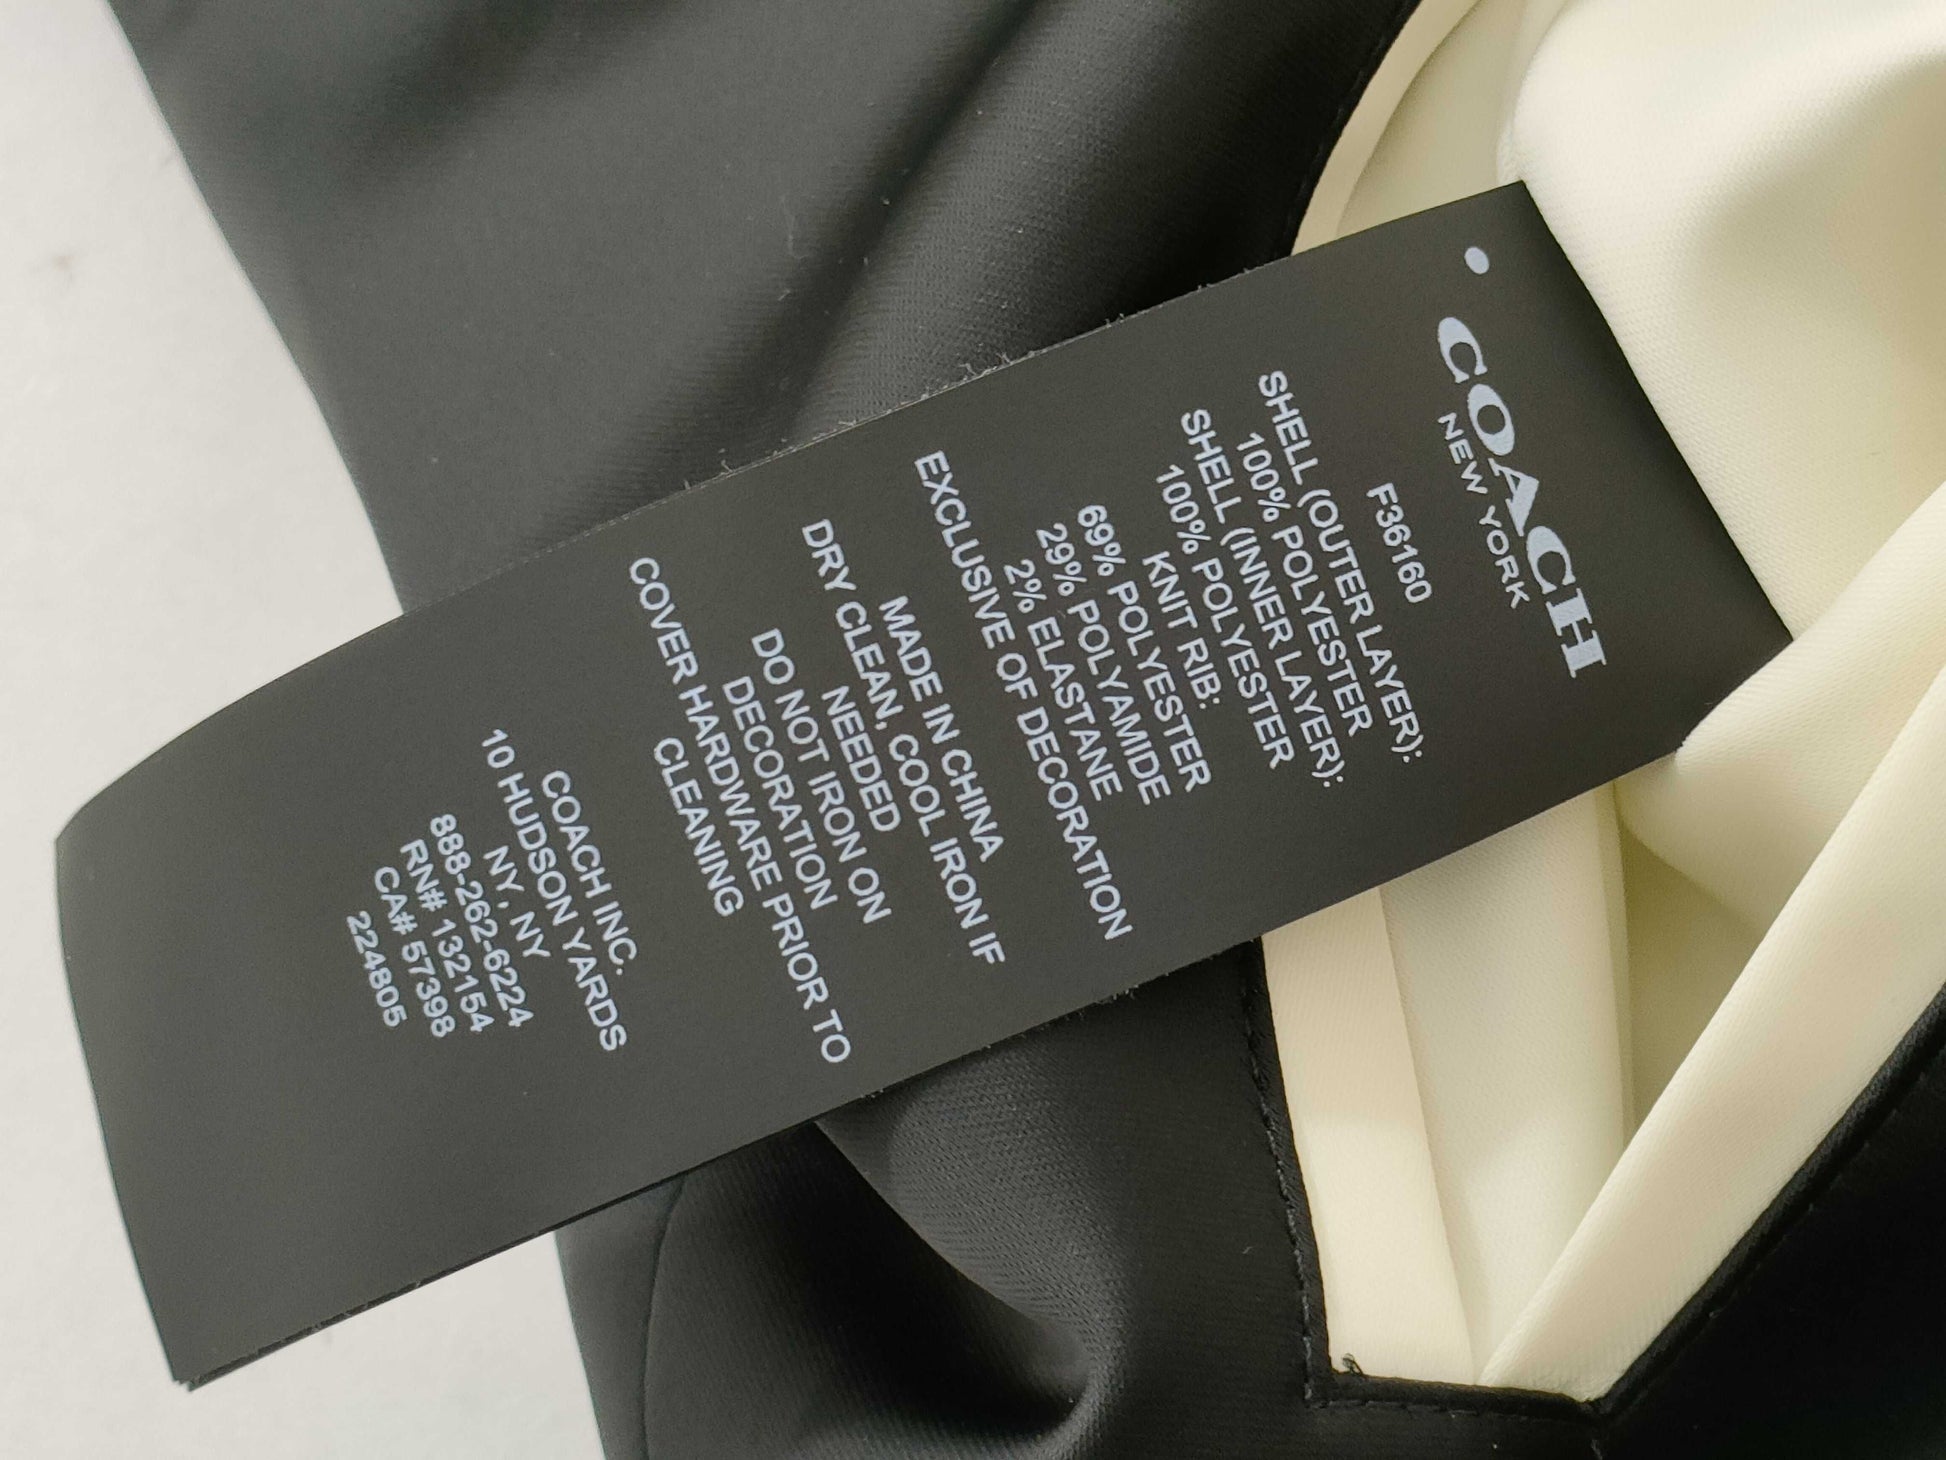 COACH
NEW YORK
F36160
SHELL (OUTER LAYER):
100% POLYESTER
SHELL (INNER LAYER):
100% POLYESTER
KNIT RIB:
69% POLYESTER
29% POLYAMIDE
2% ELASTANE
EXCLUSIVE OF DECORATION
MADE IN CHINA
DRY CLEAN, COOL IRON IF
NEEDED
DO NOT IRON ON
DECORATION
COVER HARDWARE PRIOR TO
CLEANING
COACH INC.
10 HUDSON YARDS
NY, NY
888-262-6224
RN# 132154
CA# 57398
224805